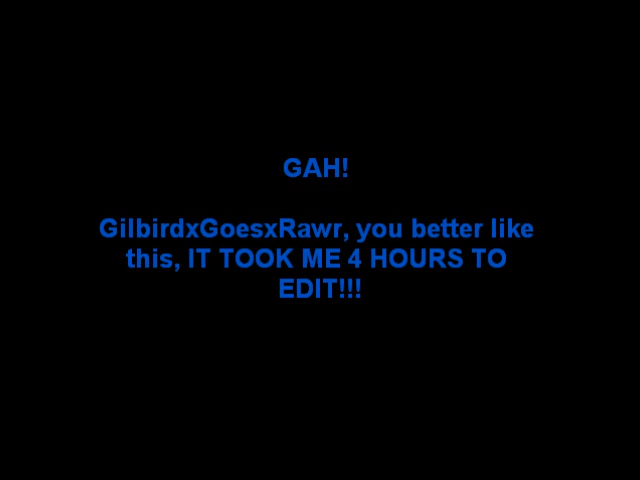 GAH!
GilbirdxGoesxRawr, you better like
this, IT TOOK ME 4 HOURS TO
EDIT!!!